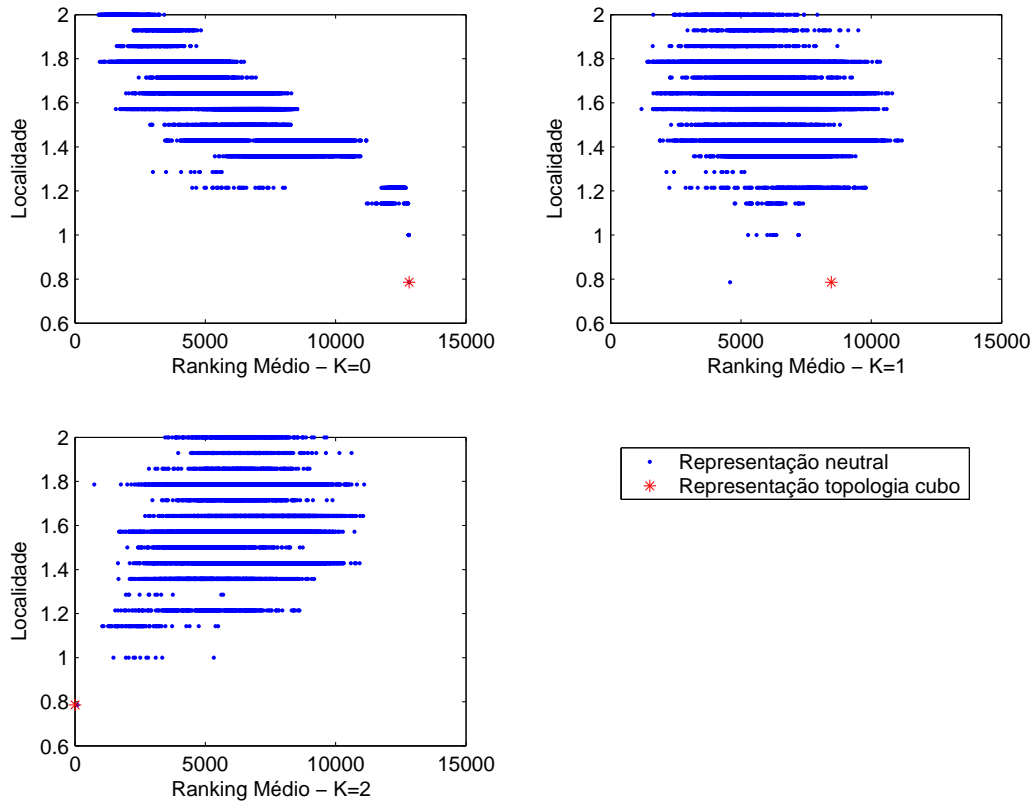 2
1.8
1.6
1.4
1.2
1
0.8
0.6
Localidade
0 5000 10000 15000
Ranking Médio – K=0
2
1.8
1.6
1.4
1.2
1
0.8
0.6
Localidade
0 5000 10000 15000
Ranking Médio – K=1
2
1.8
1.6
1.4
1.2
1
0.8
0.6
Localidade
0 5000 10000 15000
Ranking Médio – K=2
Representação neutral
Representação topologia cubo